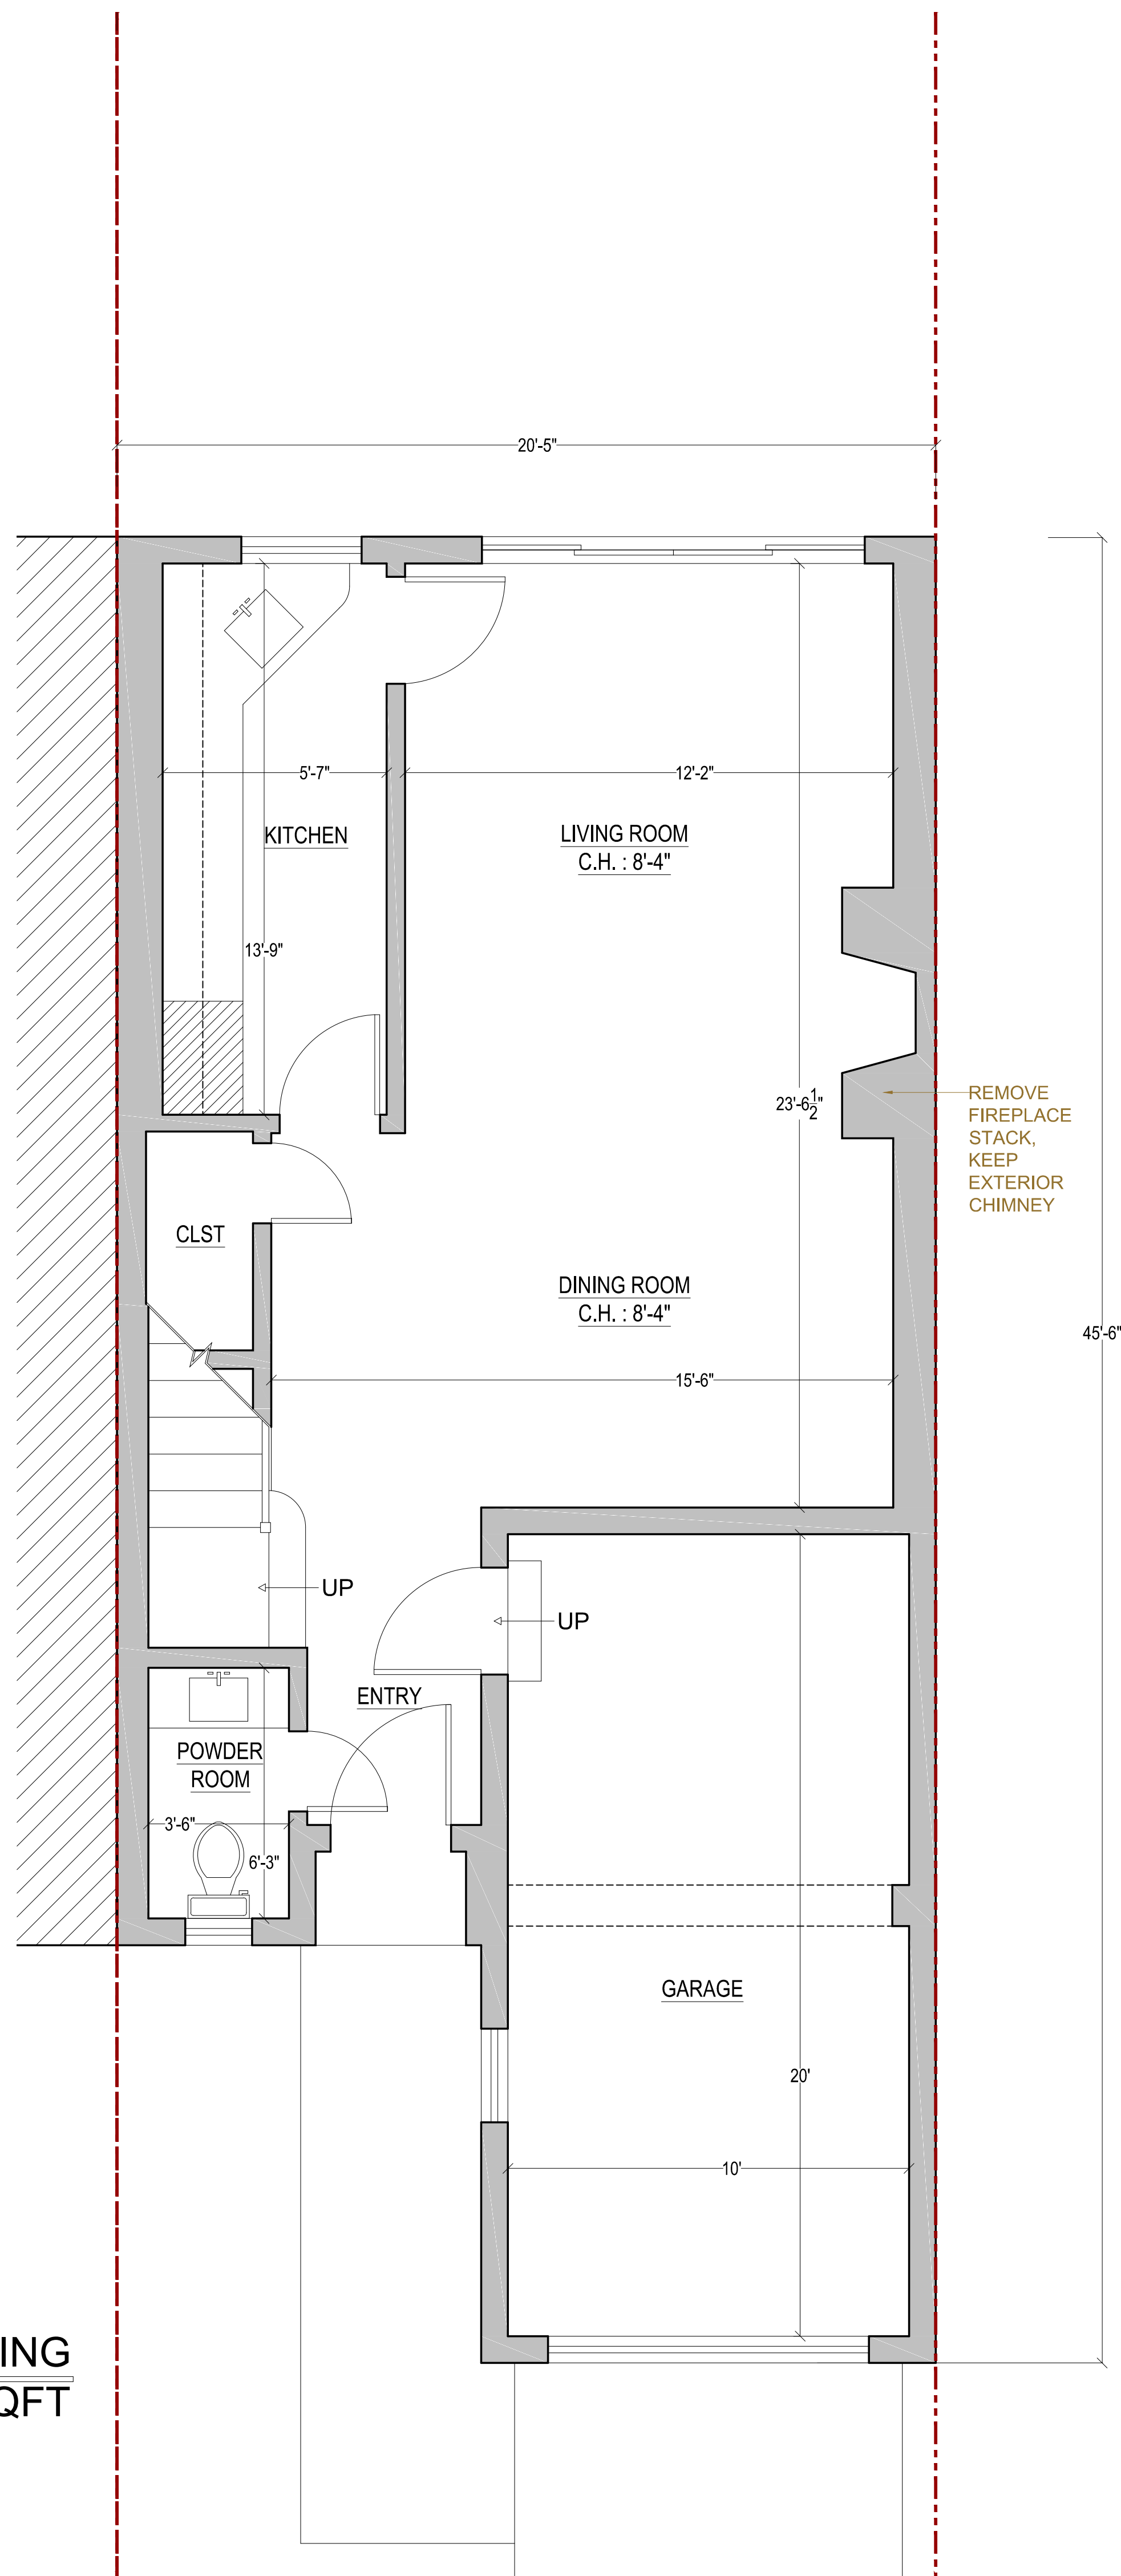 20'-5"
5'-7"
12'-2"
KITCHEN
LIVING ROOM
C.H. : 8'-4"
13'-9"
23'-6 1/2"
REMOVE
FIREPLACE
STACK,
KEEP
EXTERIOR
CHIMNEY
CLST
DINING ROOM
C.H. : 8'-4"
45'-6"
15'-6"
UP
UP
ENTRY
POWDER
ROOM
3'-6"
6'-3"
GARAGE
20'
10'
ING
QFT